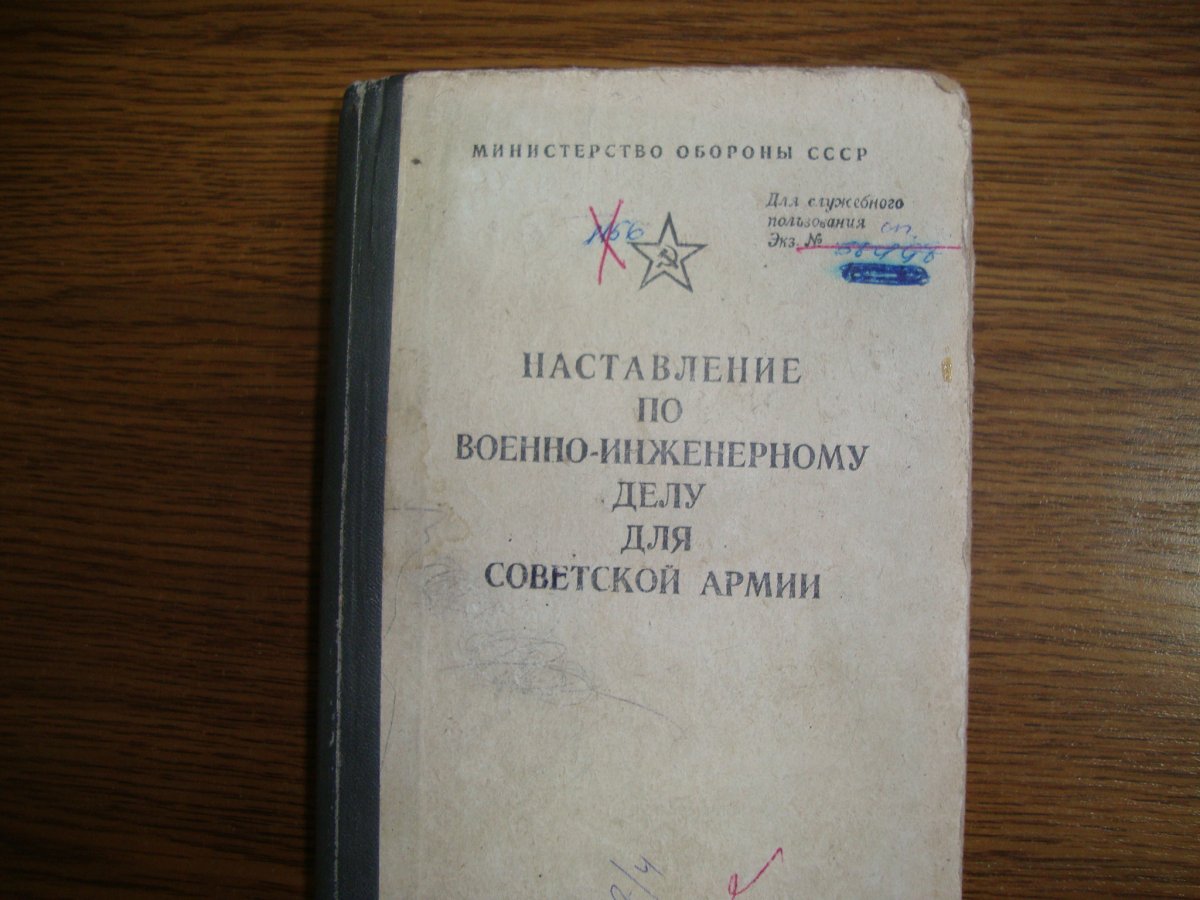 МИНИСТЕРСТВО ОБОРОНЫ СССР
Для служебного
пользования
Экз. №
НАСТАВЛЕНИЕ
ПО
ВОЕННО-ИНЖЕНЕРНОМУ
ДЕЛУ
ДЛЯ
СОВЕТСКОЙ АРМИИ